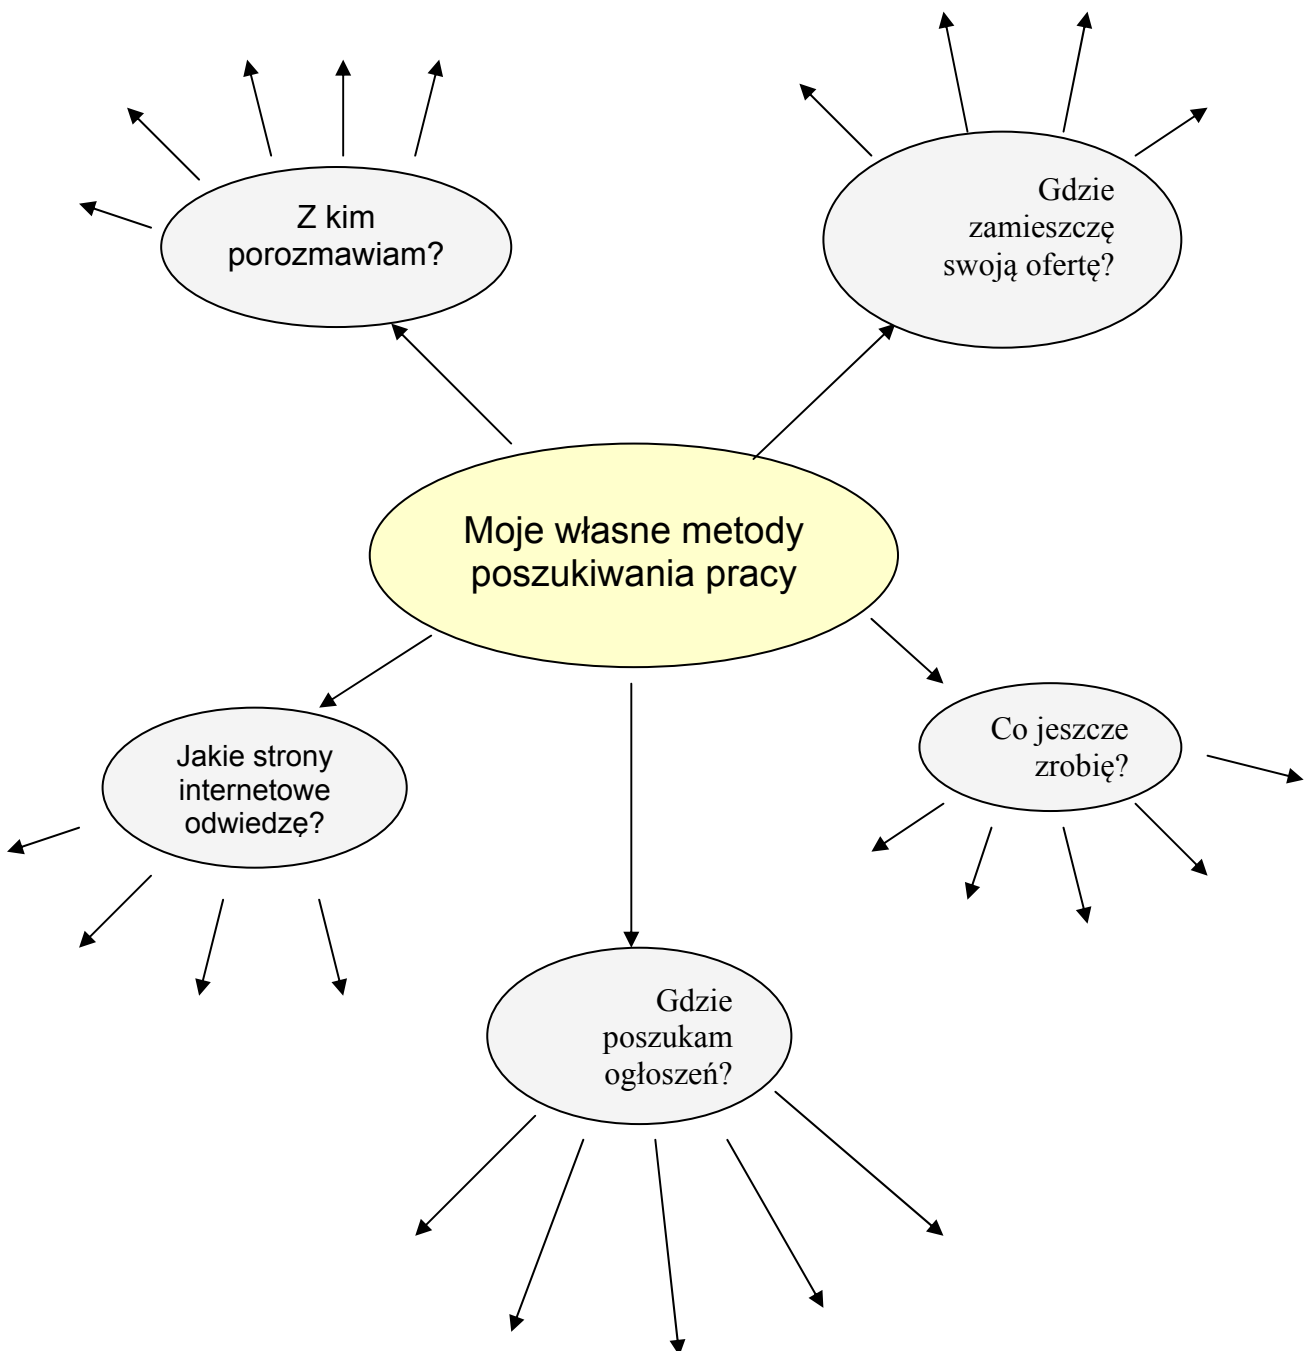 Z kim
porozmawiam?
Gdzie
zamieszczę
swoją ofertę?
Moje własne metody
poszukiwania pracy
Jakie strony
internetowe
odwiedzę?
Co jeszcze
zrobię?
Gdzie
poszukam
ogłoszeń?